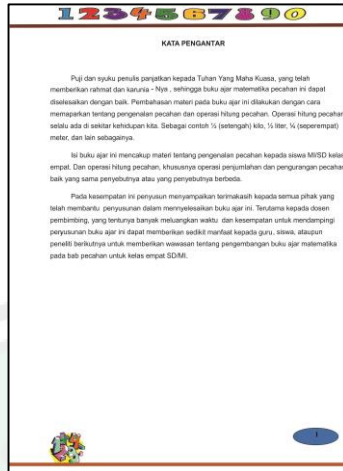 1234567890
KATA PENGANTAR
Puji dan syukur penulis panjatkan kepada Tuhan Yang Maha Kuasa, yang telah
memberikan rahmat dan karunia - Nya , sehingga buku ajar matematika pecahan ini dapat
diselesaikan dengan baik. Pembahasan materi pada buku ajar ini dilakukan dengan cara
memaparkan tentang pengenalan pecahan dan operasi hitung pecahan. Operasi hitung pecahan
selalu ada di sekitar kehidupan kita. Sebagai contoh ½ (setengah) kilo, ½ liter, ¼ (seperempat)
meter, dan lain sebagainya.
Isi buku ajar ini mencakup materi tentang pengenalan pecahan kepada siswa MI/SD kelas
empat. Dan operasi hitung pecahan, khususnya operasi penjumlahan dan pengurangan pecahan
baik yang sama penyebutnya atau yang penyebutnya berbeda.
Pada kesempatan ini penyusun menyampaikan terimakasih kepada semua pihak yang
telah membantu penyusunan dalam mennyelesaikan buku ajar ini. Terutama kepada dosen
pembimbing, yang tentunya banyak meluangkan waktu dan kesempatan untuk mendampingi
penyusunan buku ajar ini dapat memberikan sedikit manfaat kepada guru, siswa, ataupun
peneliti berikutnya untuk memberikan wawasan tentang pengembangan buku ajar matematika
pada bab pecahan untuk kelas empat SD/MI.